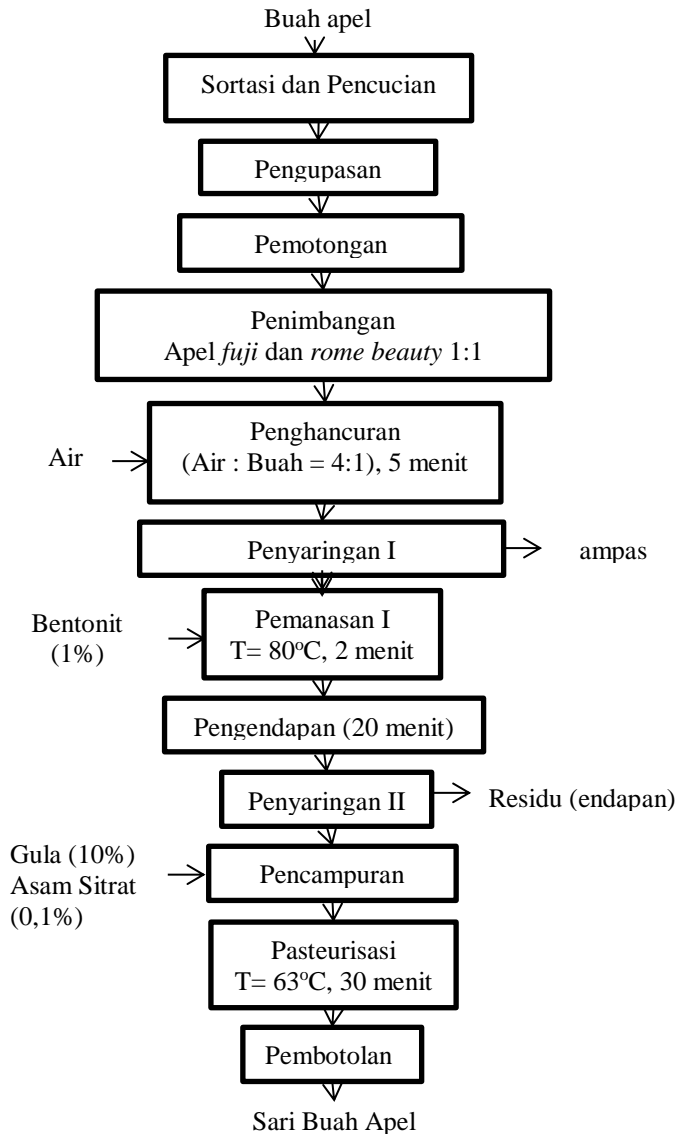 Buah apel
Sortasi dan Pencucian
Pengupasan
Pemotongan
Penimbangan
Apel fuji dan rome beauty 1:1
Penghancuran
Air
(Air : Buah = 4:1), 5 menit
Penyaringan I
ampas
Bentonit
(1%)
Pemanasan I
T= 80°C, 2 menit
Pengendapan (20 menit)
Penyaringan II
Residu (endapan)
Gula (10%)
Asam Sitrat
(0,1%)
Pencampuran
Pasteurisasi
T= 63°C, 30 menit
Pembotolan
Sari Buah Apel